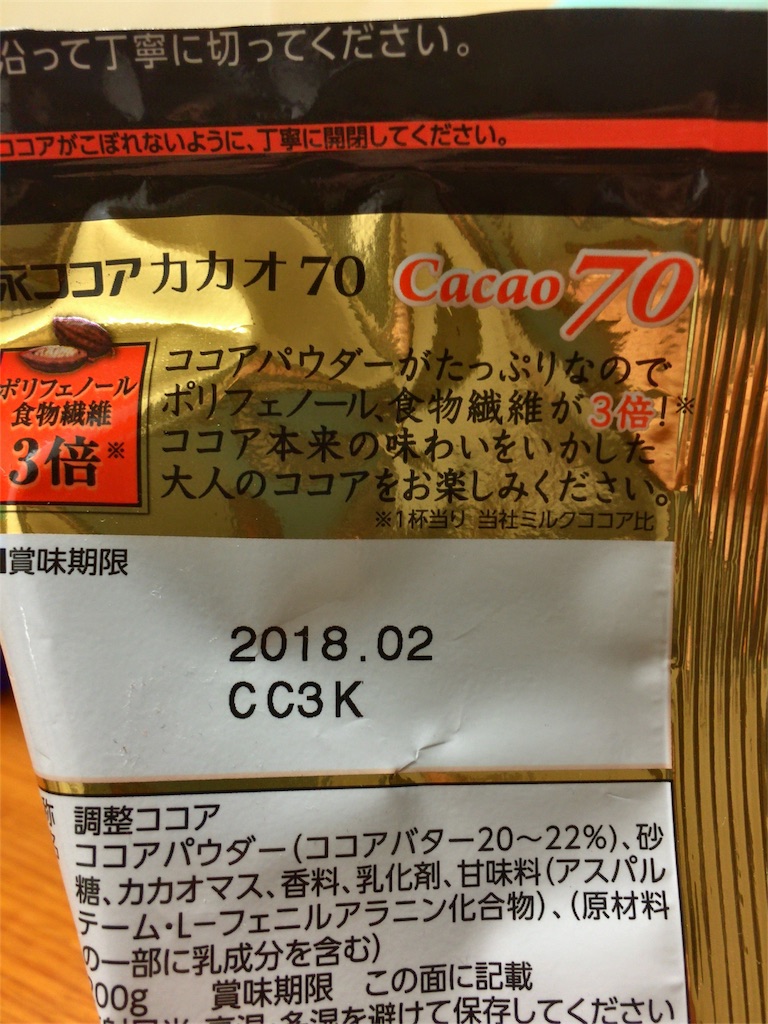 沿って丁寧に切ってください。
ココアがこぼれないように、丁寧に開閉してください。
永ココアカカオ70 Cacao70
ポリフェノール
食物繊維
3倍※
ココアパウダーがたっぷりなので
ポリフェノール、食物繊維が3倍!※
ココア本来の味わいをいかした
大人のココアをお楽しみください。
※1杯当り 当社ミルクココア比
賞味期限
2018.02
CC3K
調整ココア
ココアパウダー(ココアバター20〜22%)、砂
糖、カカオマス、香料、乳化剤、甘味料(アスパル
テーム・L-フェニルアラニン化合物)、(原材料
の一部に乳成分を含む)
00g 賞味期限 この面に記載
高温・多湿を避けて保存してください